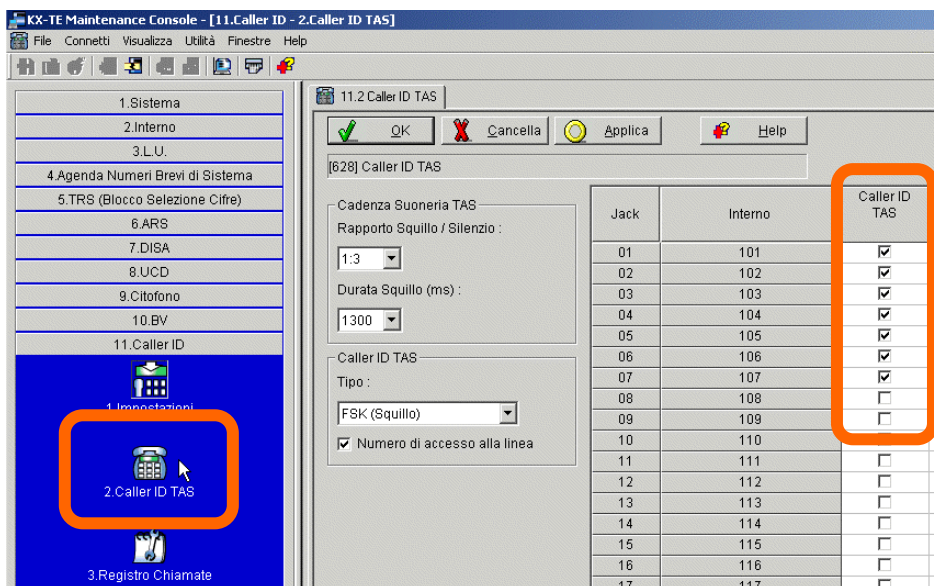 KX-TE Maintenance Console - [11.Caller ID - 2.Caller ID TAS]
File Connetti Visualizza Utilità Finestre Help
1.Sistema
2.Interno
3.L.U.
4.Agenda Numeri Brevi di Sistema
5.TRS (Blocco Selezione Cifre)
6.ARS
7.DISA
8.UCD
9.Citofono
10.BV
11.Caller ID
1.Impostazioni
2.Caller ID TAS
3.Registro Chiamate
11.2 Caller ID TAS
OK Cancella Applica Help
[628] Caller ID TAS
Cadenza Suoneria TAS
Rapporto Squillo / Silenzio :
1:3
Durata Squillo (ms) :
1300
Caller ID TAS
Tipo :
FSK (Squillo)
Numero di accesso alla linea
Jack Interno Caller ID TAS
01 101
02 102
03 103
04 104
05 105
06 106
07 107
08 108
09 109
10 110
11 111
12 112
13 113
14 114
15 115
16 116
17 117